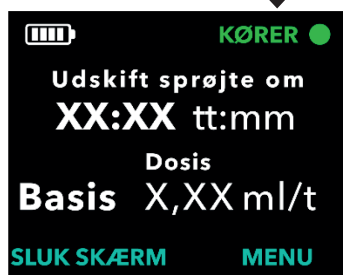 KØRER
Udskift sprøjte om
XX:XX tt:mm
Dosis
Basis X,XX ml/t
SLUK SKÆRM MENU